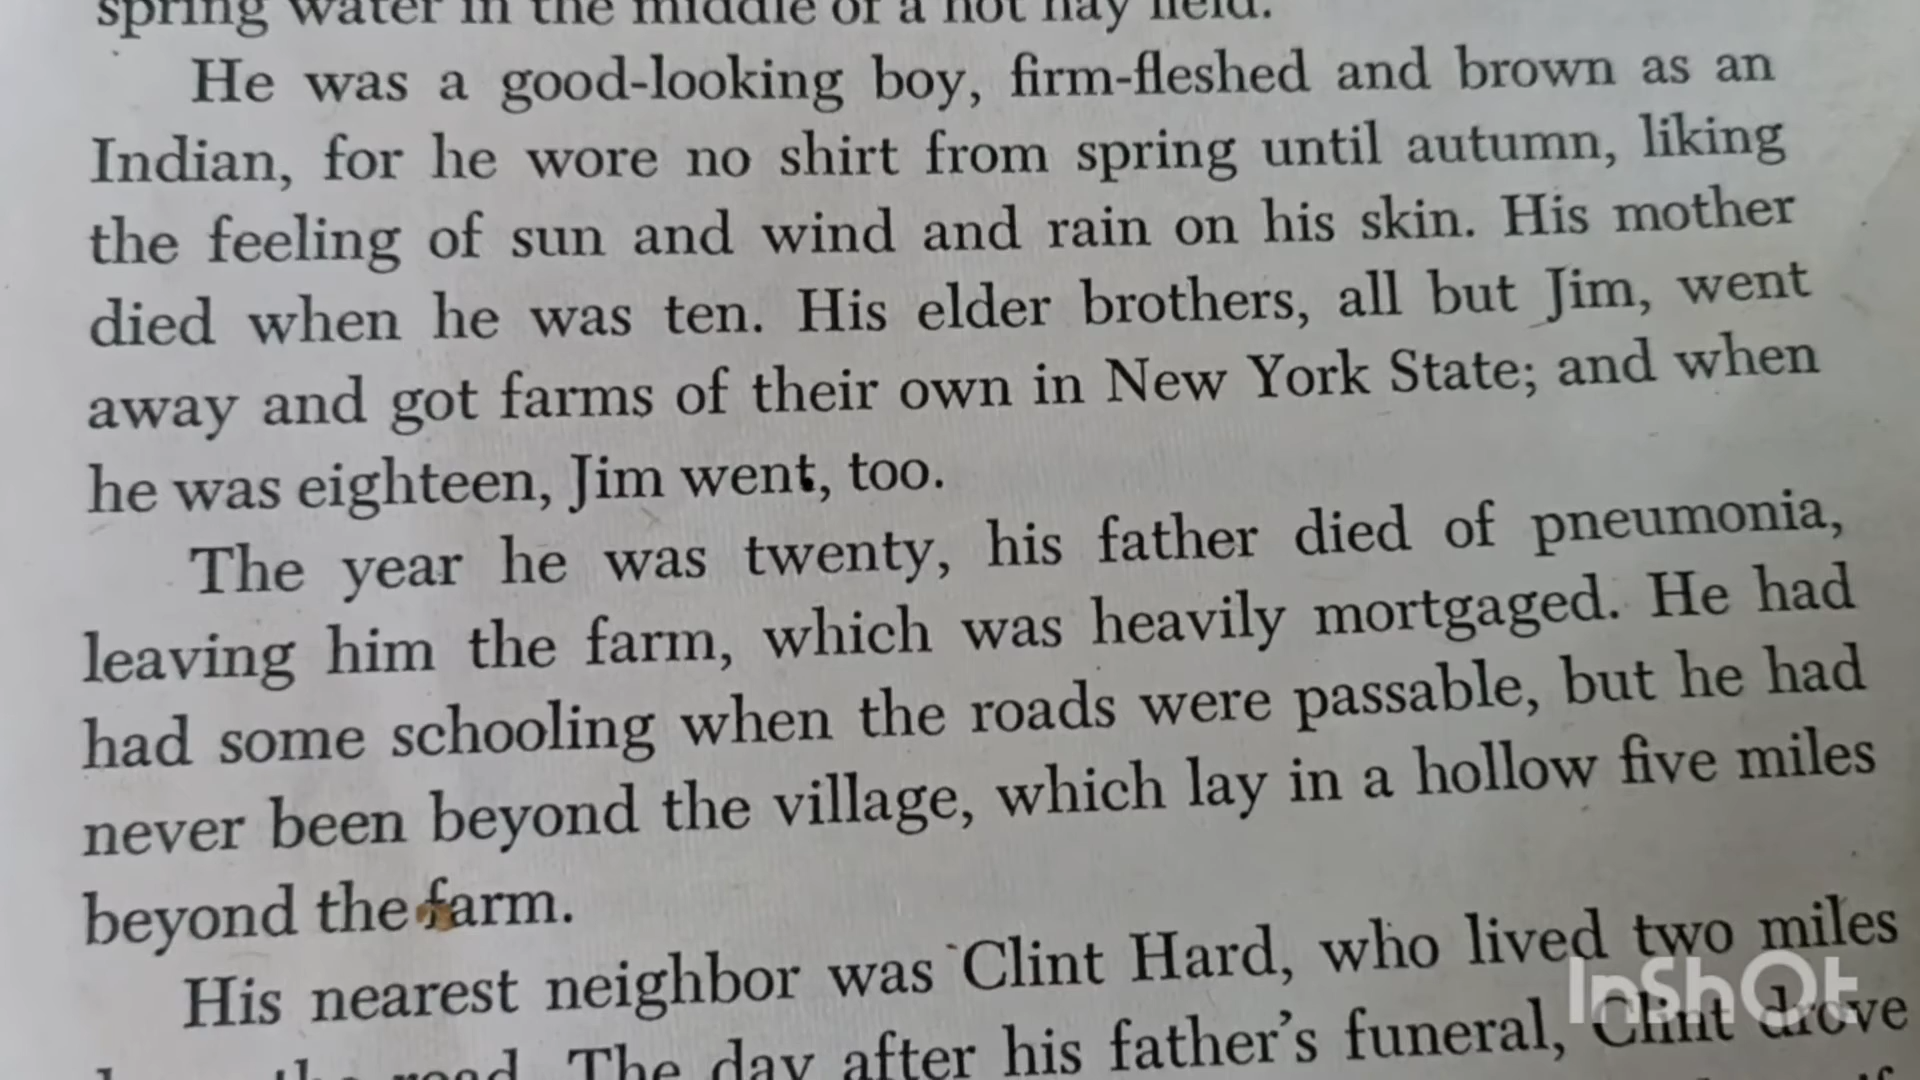 spring water in the middle of a hot hay field.
He was a good-looking boy, firm-fleshed and brown as an
Indian, for he wore no shirt from spring until autumn, liking
the feeling of sun and wind and rain on his skin. His mother
died when he was ten. His elder brothers, all but Jim, went
away and got farms of their own in New York State; and when
he was eighteen, Jim went, too.
The year he was twenty, his father died of pneumonia,
leaving him the farm, which was heavily mortgaged. He had
had some schooling when the roads were passable, but he had
never been beyond the village, which lay in a hollow five miles
beyond the farm.
His nearest neighbor was Clint Hard, who lived two miles
road. The day after his father's funeral, Clint drove
InShOt